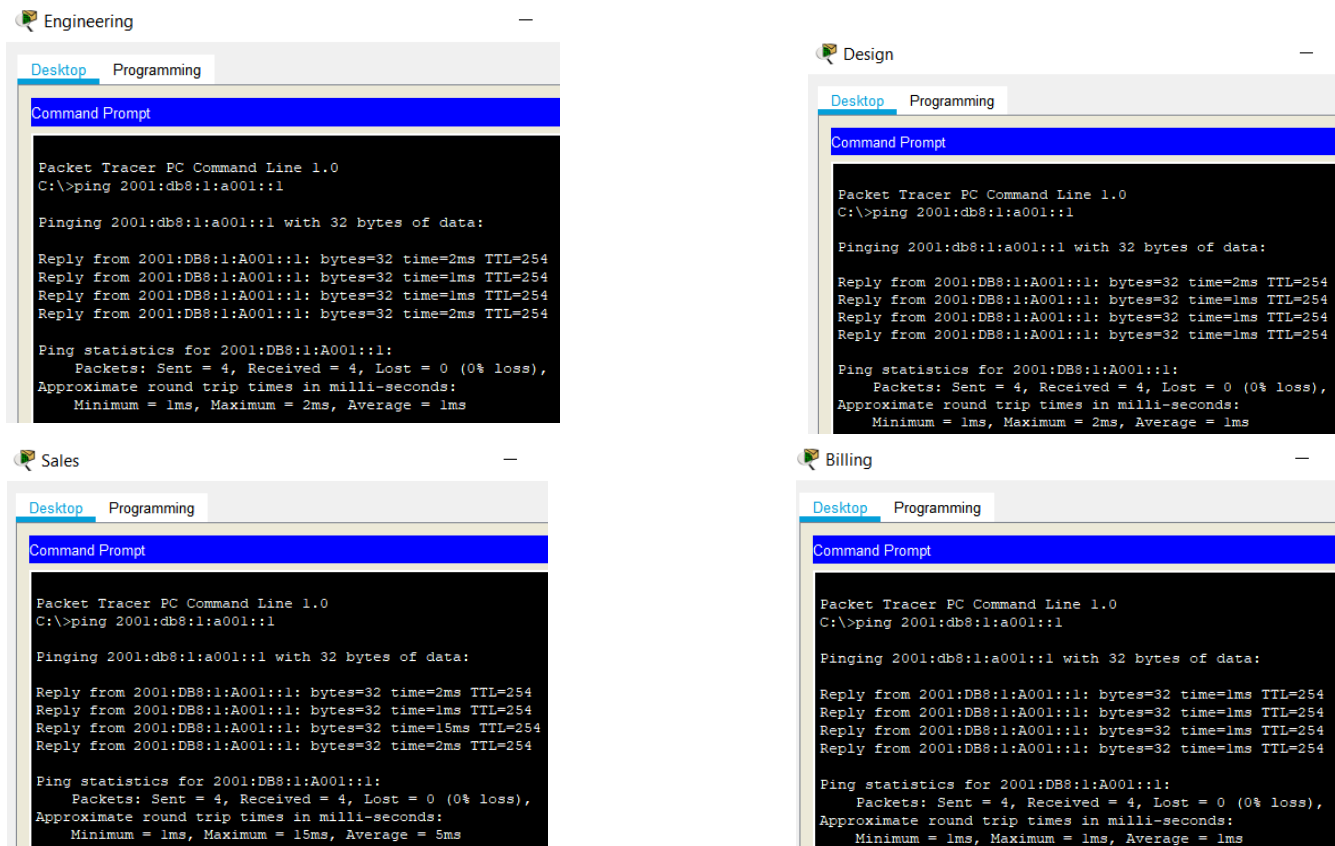 Engineering
Desktop Programming
Command Prompt
Packet Tracer PC Command Line 1.0
C:\>ping 2001:db8:1:a001::1
Pinging 2001:db8:1:a001::1 with 32 bytes of data:
Reply from 2001:DB8:1:A001::1: bytes=32 time=2ms TTL=254
Reply from 2001:DB8:1:A001::1: bytes=32 time=1ms TTL=254
Reply from 2001:DB8:1:A001::1: bytes=32 time=1ms TTL=254
Reply from 2001:DB8:1:A001::1: bytes=32 time=2ms TTL=254
Ping statistics for 2001:DB8:1:A001::1:
Packets: Sent = 4, Received = 4, Lost = 0 (0% loss),
Approximate round trip times in milli-seconds:
Minimum = 1ms, Maximum = 2ms, Average = 1ms
Design
Desktop Programming
Command Prompt
Packet Tracer PC Command Line 1.0
C:\>ping 2001:db8:1:a001::1
Pinging 2001:db8:1:a001::1 with 32 bytes of data:
Reply from 2001:DB8:1:A001::1: bytes=32 time=2ms TTL=254
Reply from 2001:DB8:1:A001::1: bytes=32 time=1ms TTL=254
Reply from 2001:DB8:1:A001::1: bytes=32 time=1ms TTL=254
Reply from 2001:DB8:1:A001::1: bytes=32 time=1ms TTL=254
Ping statistics for 2001:DB8:1:A001::1:
Packets: Sent = 4, Received = 4, Lost = 0 (0% loss),
Approximate round trip times in milli-seconds:
Minimum = 1ms, Maximum = 2ms, Average = 1ms
Sales
Desktop Programming
Command Prompt
Packet Tracer PC Command Line 1.0
C:\>ping 2001:db8:1:a001::1
Pinging 2001:db8:1:a001::1 with 32 bytes of data:
Reply from 2001:DB8:1:A001::1: bytes=32 time=2ms TTL=254
Reply from 2001:DB8:1:A001::1: bytes=32 time=1ms TTL=254
Reply from 2001:DB8:1:A001::1: bytes=32 time=15ms TTL=254
Reply from 2001:DB8:1:A001::1: bytes=32 time=2ms TTL=254
Ping statistics for 2001:DB8:1:A001::1:
Packets: Sent = 4, Received = 4, Lost = 0 (0% loss),
Approximate round trip times in milli-seconds:
Minimum = 1ms, Maximum = 15ms, Average = 5ms
Billing
Desktop Programming
Command Prompt
Packet Tracer PC Command Line 1.0
C:\>ping 2001:db8:1:a001::1
Pinging 2001:db8:1:a001::1 with 32 bytes of data:
Reply from 2001:DB8:1:A001::1: bytes=32 time=1ms TTL=254
Reply from 2001:DB8:1:A001::1: bytes=32 time=1ms TTL=254
Reply from 2001:DB8:1:A001::1: bytes=32 time=1ms TTL=254
Reply from 2001:DB8:1:A001::1: bytes=32 time=1ms TTL=254
Ping statistics for 2001:DB8:1:A001::1:
Packets: Sent = 4, Received = 4, Lost = 0 (0% loss),
Approximate round trip times in milli-seconds:
Minimum = 1ms, Maximum = 1ms, Average = 1ms